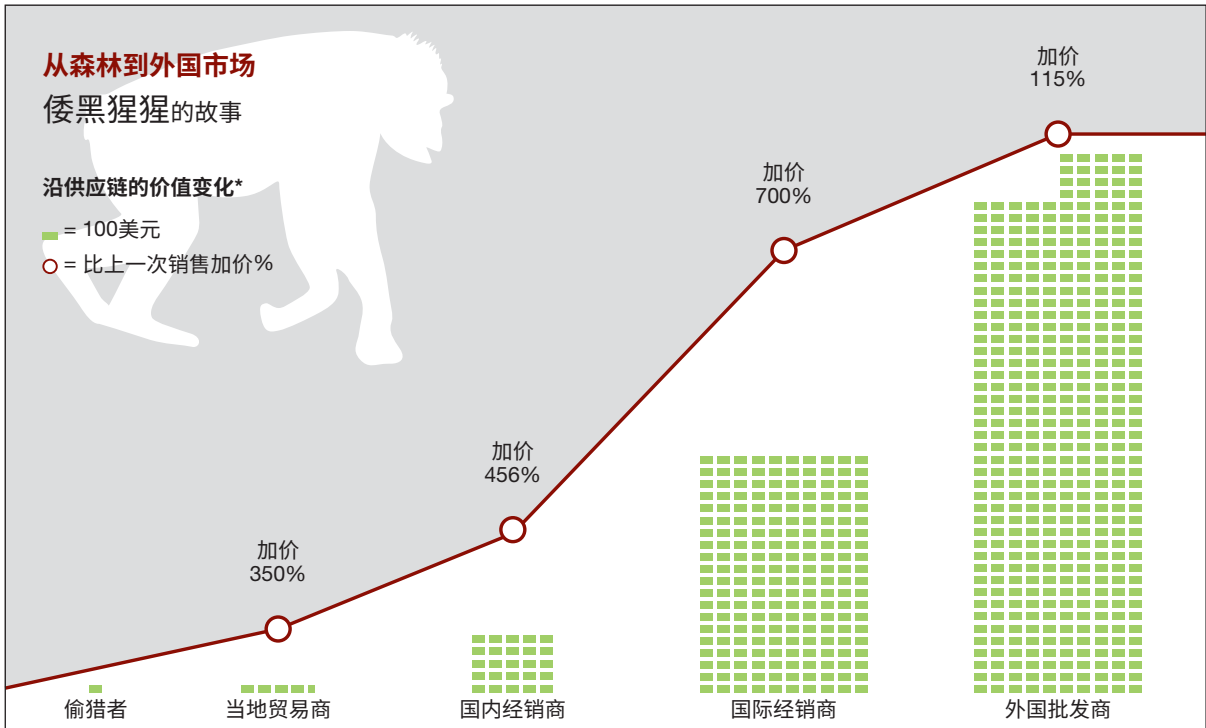 从森林到外国市场
倭黑猩猩的故事
沿供应链的价值变化*
= 100美元
= 比上一次销售加价%
加价
115%
加价
700%
加价
456%
加价
350%
偷猎者
当地贸易商
国内经销商
国际经销商
外国批发商